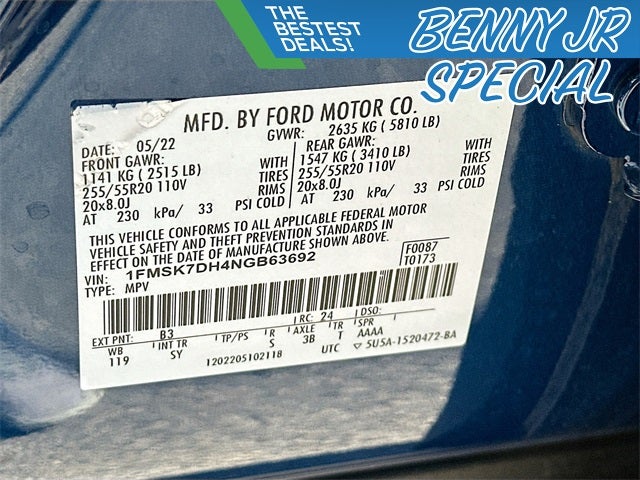 THE
BESTEST
DEALS!
BENNY JR
SPECIAL
MFD. BY FORD MOTOR CO.
DATE: 05/22 GVWR: 2635 KG ( 5810 LB)
FRONT GAWR: REAR GAWR:
1141 KG ( 2515 LB) WITH 1547 KG ( 3410 LB) WITH
255/55R20 110V TIRES 255/55R20 110V TIRES
20x8.0J RIMS 20x8.0J RIMS
AT 230 kPa/ 33 PSI COLD AT 230 kPa/ 33 PSI COLD
THIS VEHICLE CONFORMS TO ALL APPLICABLE FEDERAL MOTOR
VEHICLE SAFETY AND THEFT PREVENTION STANDARDS IN
EFFECT ON THE DATE OF MANUFACTURE SHOWN ABOVE.
VIN: 1FMSK7DH4NGB63692 F0087
TYPE: MPV T0173
EXT PNT: B3 RC: 24 DSO:
WB INT TR TP/PS R AXLE TR SPR
119 SY S 3B T AAAA
1202205102118 UTC ▽ 5U5A-1520472-BA